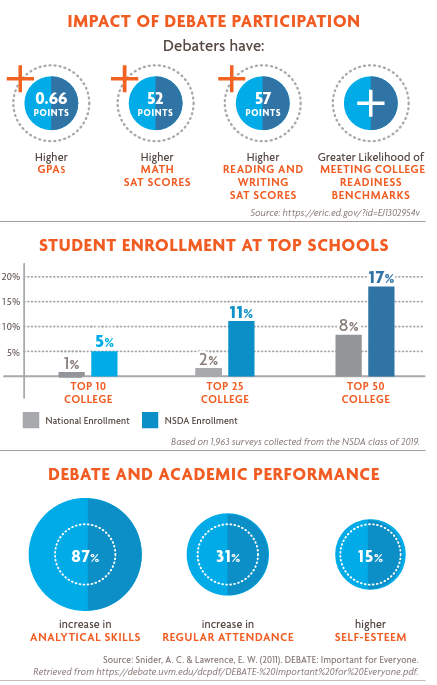 IMPACT OF DEBATE PARTICIPATION
Debaters have:
+ 0.66 POINTS
Higher
GPAs
+ 52 POINTS
Higher
MATH
SAT SCORES
+ 57 POINTS
Higher
READING AND
WRITING
SAT SCORES
+
Greater Likelihood of
MEETING COLLEGE
READINESS
BENCHMARKS
Source: https://eric.ed.gov/?id=EJ1302954v
STUDENT ENROLLMENT AT TOP SCHOOLS
20%
15%
10%
5%
1%
5%
2%
11%
8%
17%
TOP 10
COLLEGE
TOP 25
COLLEGE
TOP 50
COLLEGE
National Enrollment
NSDA Enrollment
Based on 1,963 surveys collected from the NSDA class of 2019.
DEBATE AND ACADEMIC PERFORMANCE
87%
increase in
ANALYTICAL SKILLS
31%
increase in
REGULAR ATTENDANCE
15%
higher
SELF-ESTEEM
Source: Snider, A. C. & Lawrence, E. W. (2011). DEBATE: Important for Everyone.
Retrieved from https://debate.uvm.edu/dcpdf/DEBATE-%20Important%20for%20Everyone.pdf.